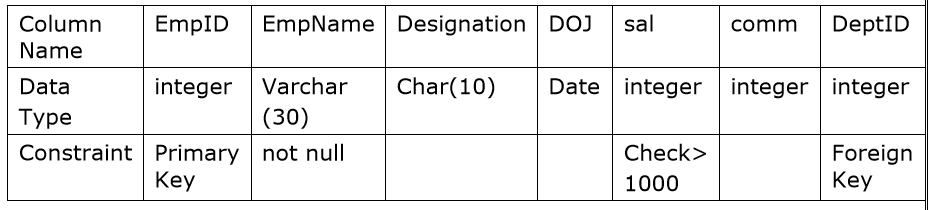 Column Name EmpID EmpName Designation DOJ sal comm DeptID
Data Type integer Varchar (30) Char(10) Date integer integer integer
Constraint Primary Key not null Check> 1000 Foreign Key